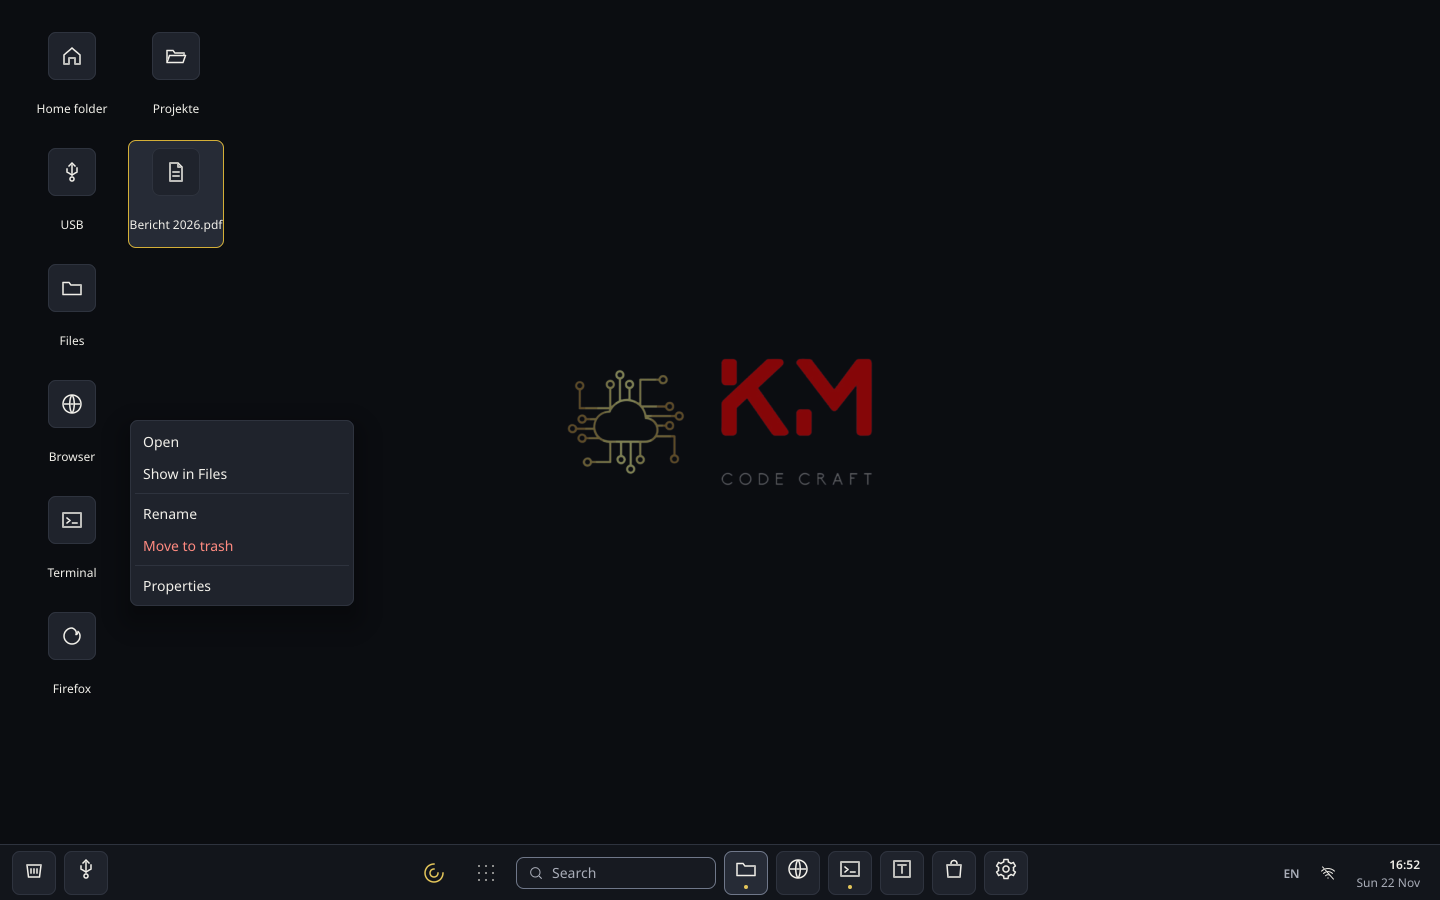 Home folder
Projekte
USB
Bericht 2026.pdf
Files
Browser
Terminal
Firefox
Open
Show in Files
Rename
Move to trash
Properties
KM
CODE CRAFT
Search
EN
16:52
Sun 22 Nov